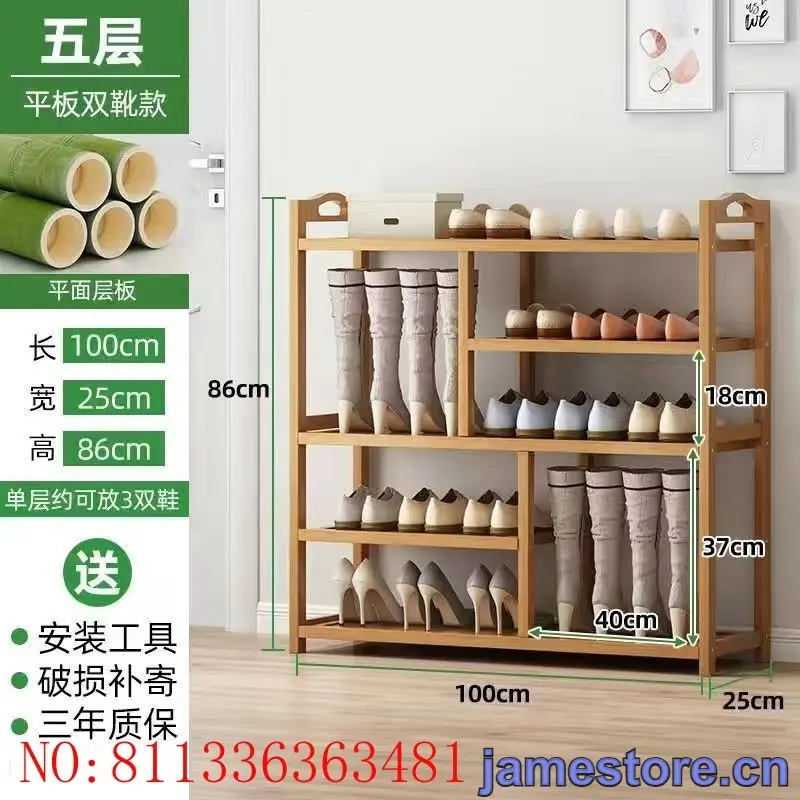 五层
平板双靴款
平面层板
长 100cm
宽 25cm
高 86cm
单层约可放3双鞋
送
安装工具
破损补寄
三年质保
we
86cm
18cm
37cm
40cm
100cm
25cm
NO:811336363481
jamestore.cn